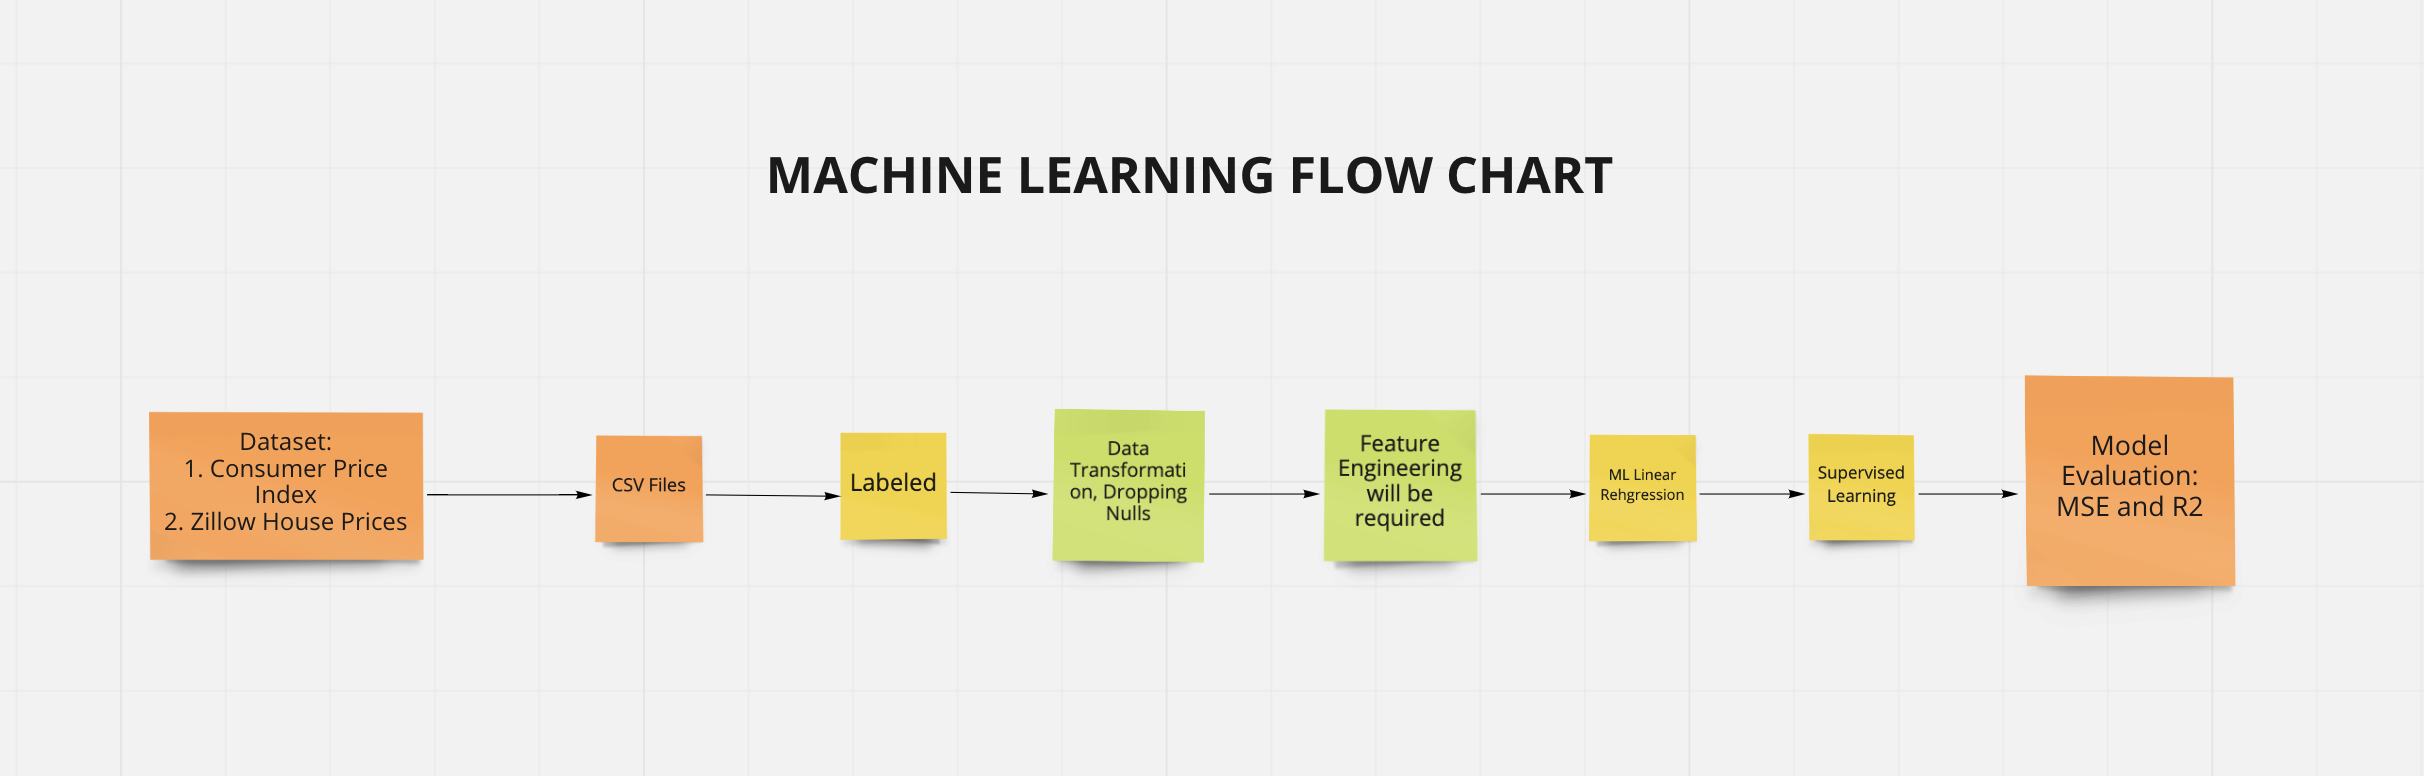 MACHINE LEARNING FLOW CHART
Dataset:
1. Consumer Price
Index
2. Zillow House Prices
CSV Files
Labeled
Data
Transformati
on, Dropping
Nulls
Feature
Engineering
will be
required
ML Linear
Rehgression
Supervised
Learning
Model
Evaluation:
MSE and R2